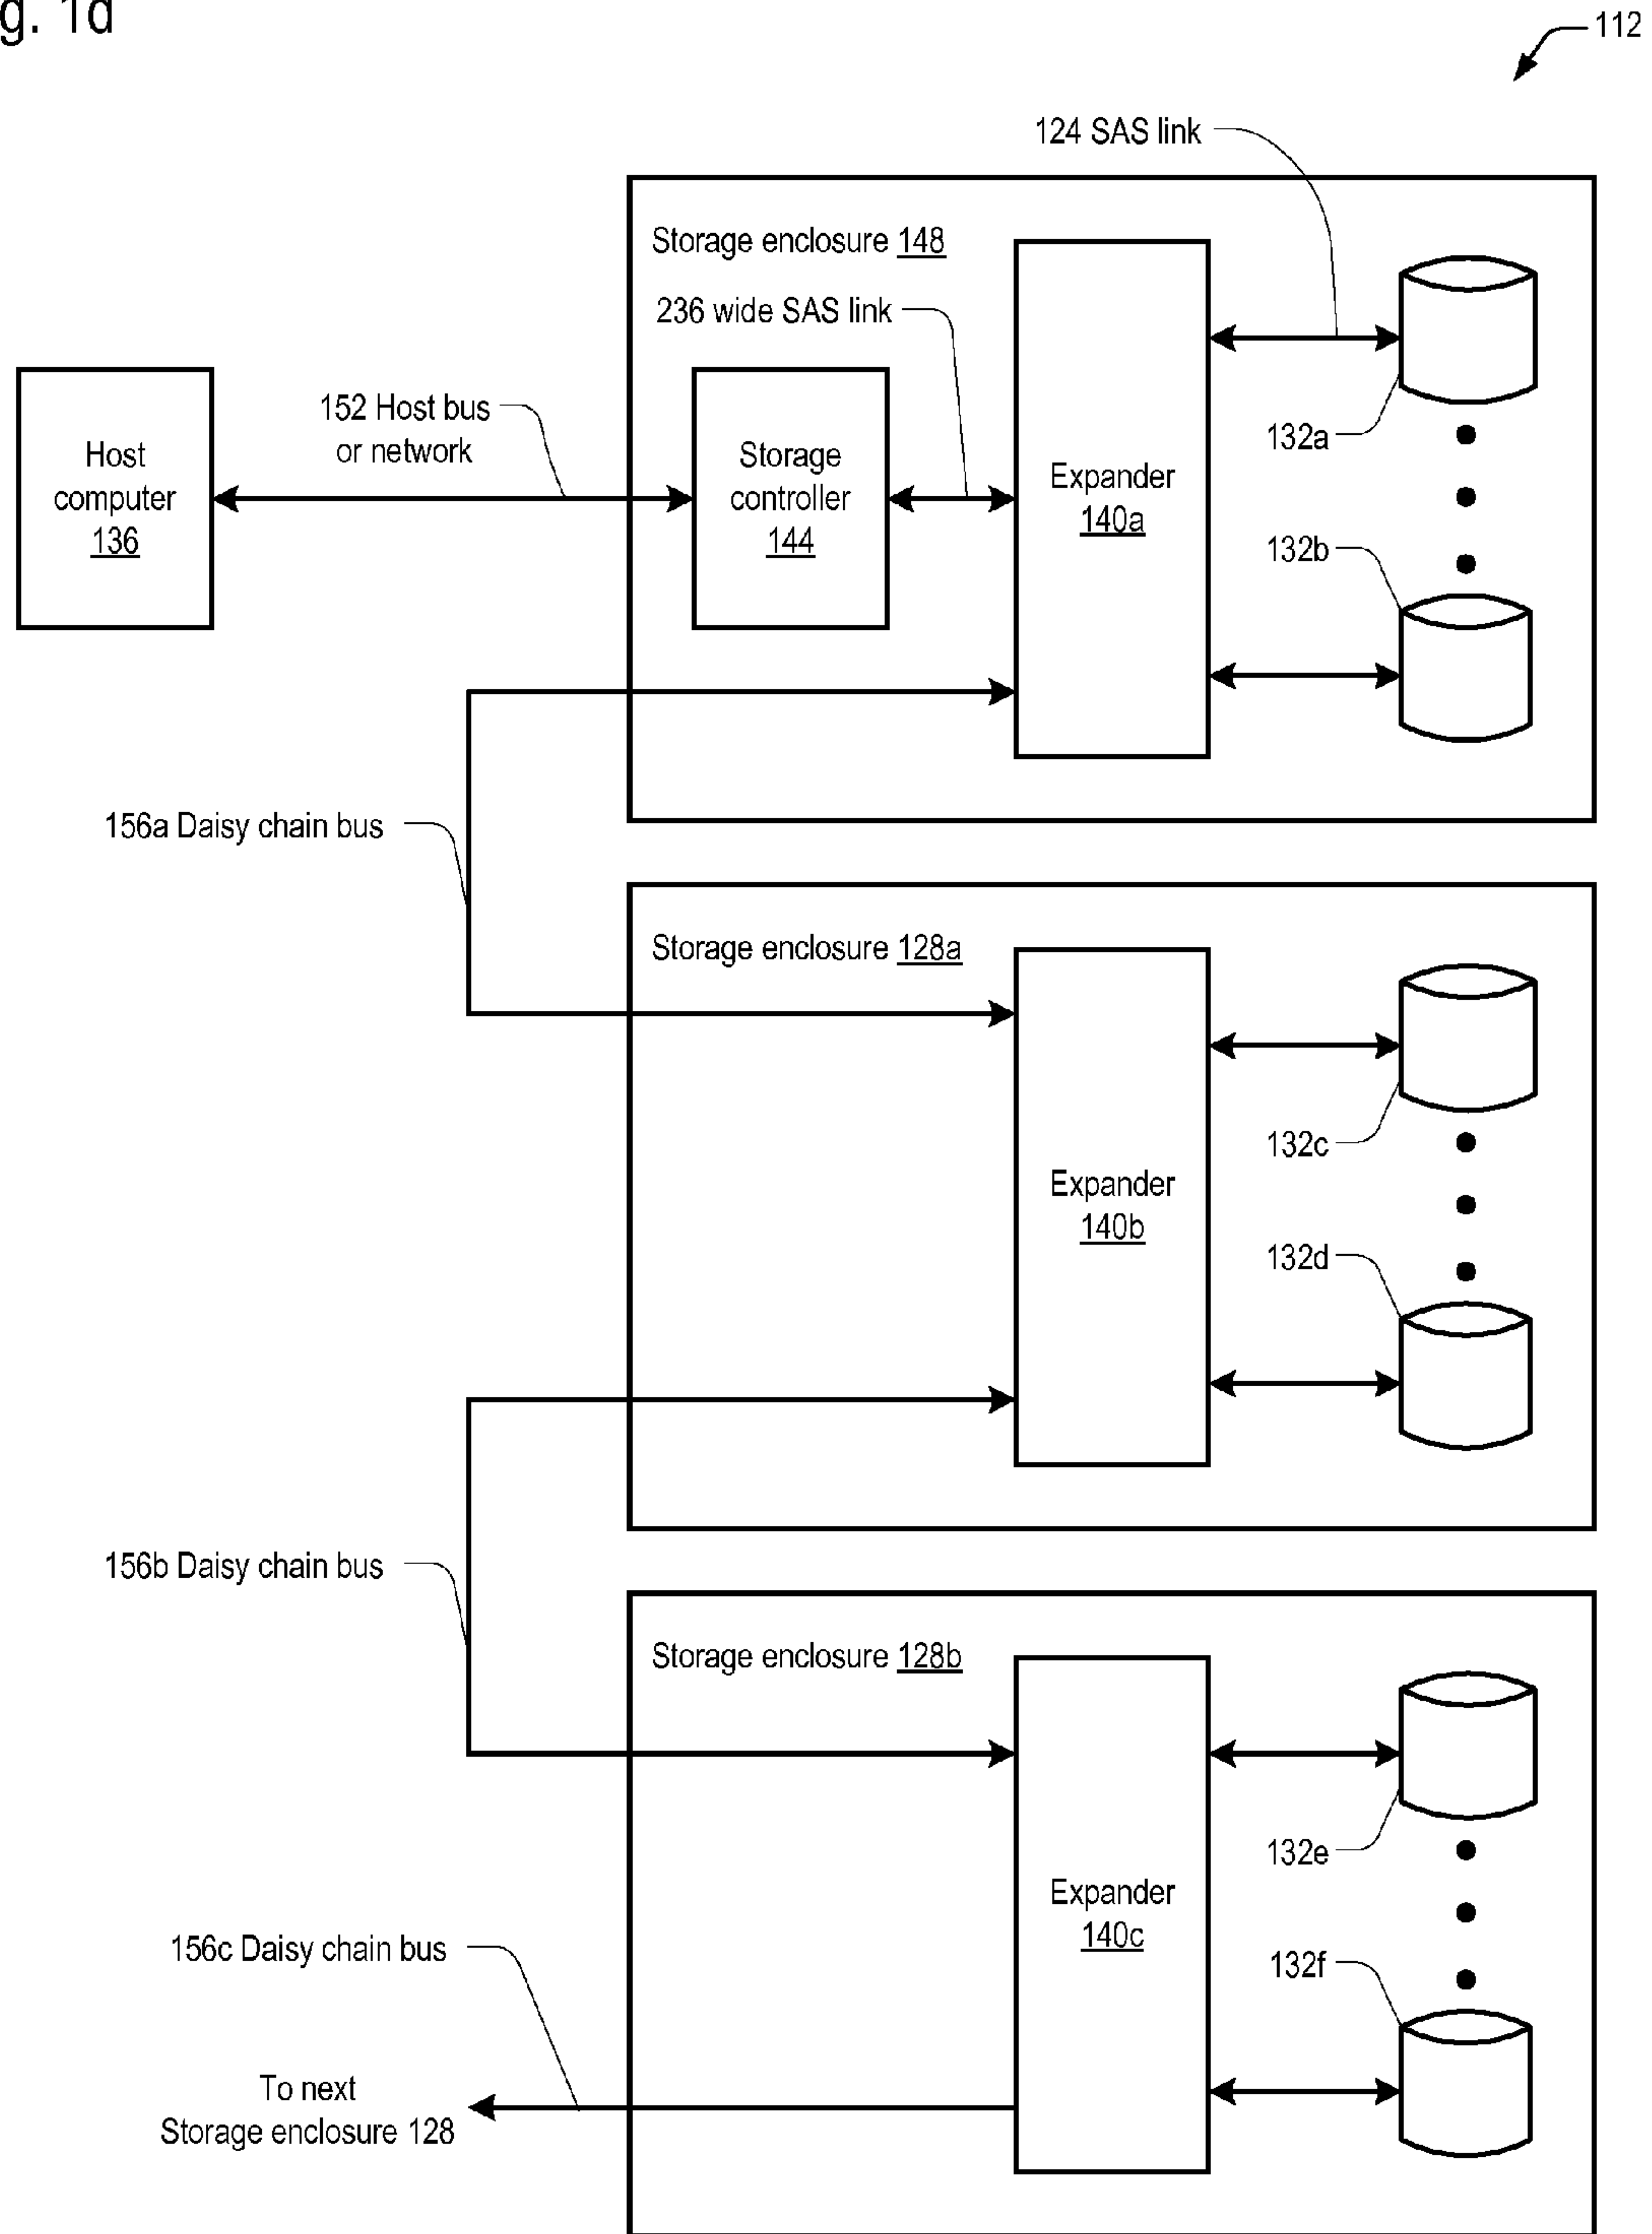 g. 1d
112
124 SAS link
Storage enclosure 148
236 wide SAS link
152 Host bus
or network
Host
computer
136
Storage
controller
144
Expander
140a
132a
132b
156a Daisy chain bus
Storage enclosure 128a
Expander
140b
132c
132d
156b Daisy chain bus
Storage enclosure 128b
Expander
140c
132e
132f
156c Daisy chain bus
To next
Storage enclosure 128